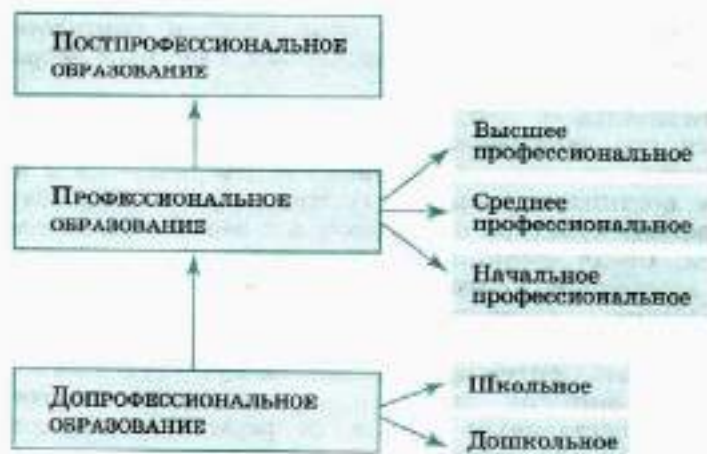 Постпрофессиональное
образование
Профессиональное
образование
Высшее
профессиональное
Среднее
профессиональное
Начальное
профессиональное
Допрофессиональное
образование
Школьное
Дошкольное